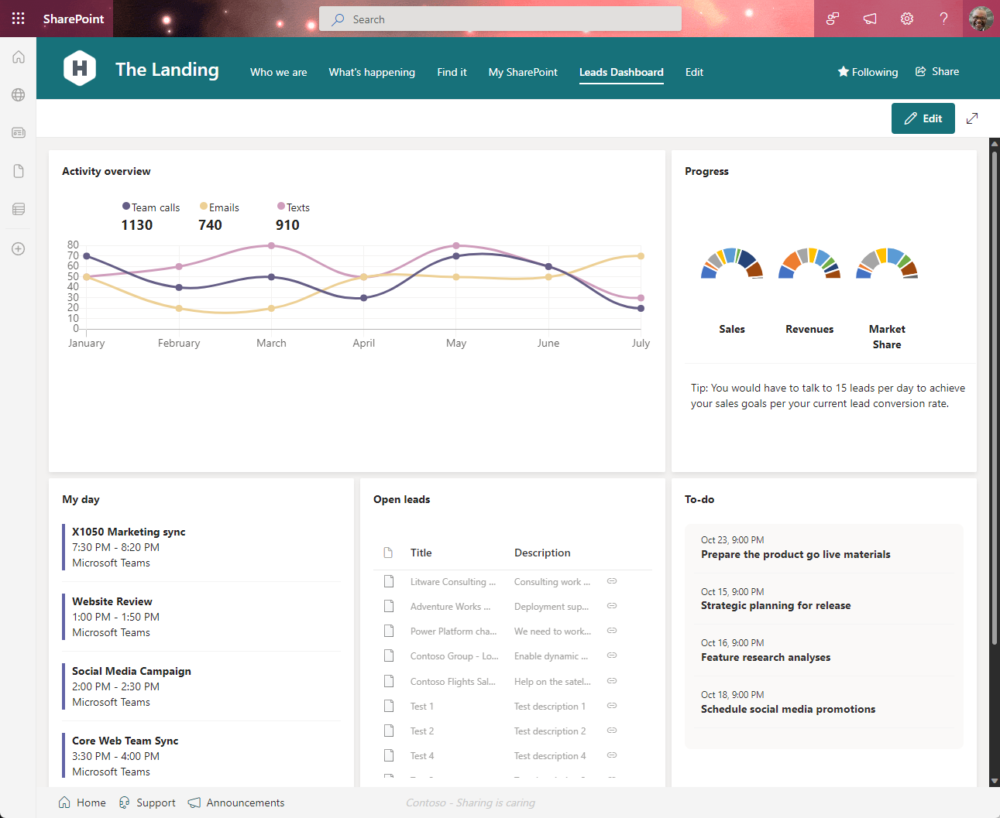 SharePoint
Search
?
H
The Landing
Who we are
What's happening
Find it
My SharePoint
Leads Dashboard
Edit
Following
Share
Edit
Activity overview
Team calls
Emails
Texts
1130
740
910
80
70
60
50
40
30
20
10
0
January
February
March
April
May
June
July
Progress
Sales
Revenues
Market
Share
Tip: You would have to talk to 15 leads per day to achieve
your sales goals per your current lead conversion rate.
My day
X1050 Marketing sync
7:30 PM - 8:20 PM
Microsoft Teams
Website Review
1:00 PM - 1:50 PM
Microsoft Teams
Social Media Campaign
2:00 PM - 2:30 PM
Microsoft Teams
Core Web Team Sync
3:30 PM - 4:00 PM
Microsoft Teams
Open leads
Title Description
Litware Consulting ... Consulting work ...
Adventure Works ... Deployment sup...
Power Platform cha... We need to work...
Contoso Group - Lo... Enable dynamic ...
Contoso Flights Sal... Help on the satel...
Test 1 Test description 1
Test 2 Test description 2
Test 4 Test description 4
To-do
Oct 23, 9:00 PM
Prepare the product go live materials
Oct 15, 9:00 PM
Strategic planning for release
Oct 16, 9:00 PM
Feature research analyses
Oct 18, 9:00 PM
Schedule social media promotions
Home
Support
Announcements
Contoso - Sharing is caring